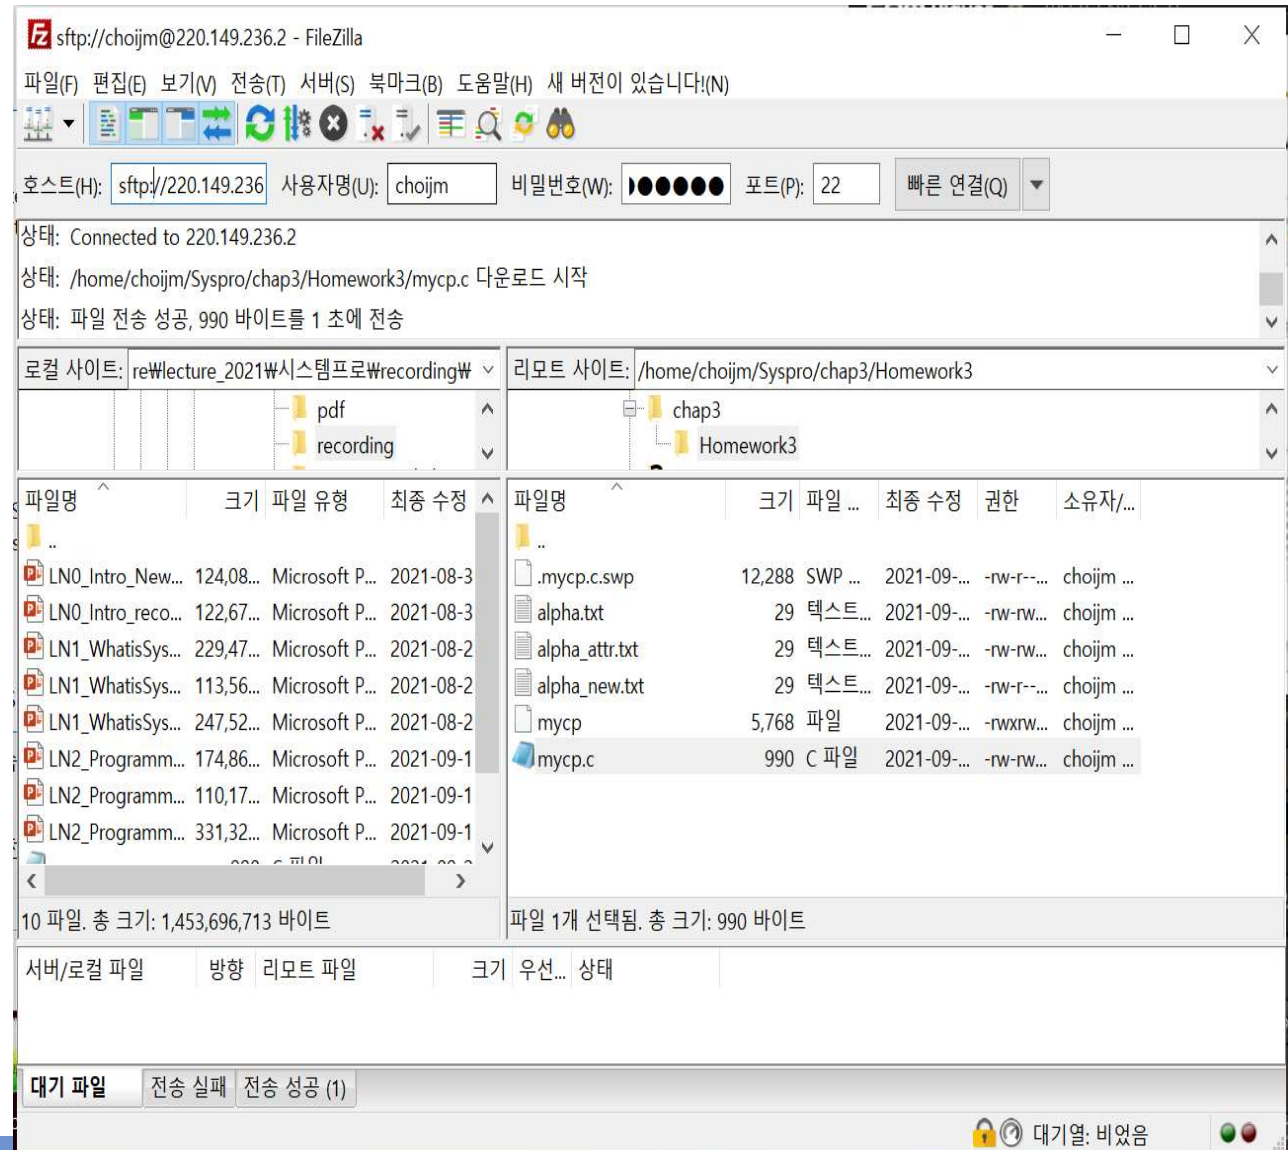 sftp://choijm@220.149.236.2 - FileZilla
파일(F) 편집(E) 보기(V) 전송(T) 서버(S) 북마크(B) 도움말(H) 새 버전이 있습니다!(N)
호스트(H): sftp://220.149.236 사용자명(U): choijm 비밀번호(W): 포트(P): 22 빠른 연결(Q)
상태: Connected to 220.149.236.2
상태: /home/choijm/Syspro/chap3/Homework3/mycp.c 다운로드 시작
상태: 파일 전송 성공, 990 바이트를 1 초에 전송
로컬 사이트: re₩lecture_2021₩시스템프로₩recording₩
pdf
recording
리모트 사이트: /home/choijm/Syspro/chap3/Homework3
chap3
Homework3
파일명 크기 파일 유형 최종 수정
..
LN0_Intro_New... 124,08... Microsoft P... 2021-08-3
LN0_Intro_reco... 122,67... Microsoft P... 2021-08-3
LN1_WhatisSys... 229,47... Microsoft P... 2021-08-2
LN1_WhatisSys... 113,56... Microsoft P... 2021-08-2
LN1_WhatisSys... 247,52... Microsoft P... 2021-08-2
LN2_Programm... 174,86... Microsoft P... 2021-09-1
LN2_Programm... 110,17... Microsoft P... 2021-09-1
LN2_Programm... 331,32... Microsoft P... 2021-09-1
10 파일. 총 크기: 1,453,696,713 바이트
파일명 크기 파일 ... 최종 수정 권한 소유자/...
..
.mycp.c.swp 12,288 SWP ... 2021-09-... -rw-r--... choijm ...
alpha.txt 29 텍스트... 2021-09-... -rw-rw... choijm ...
alpha_attr.txt 29 텍스트... 2021-09-... -rw-rw... choijm ...
alpha_new.txt 29 텍스트... 2021-09-... -rw-r--... choijm ...
mycp 5,768 파일 2021-09-... -rwxrw... choijm ...
mycp.c 990 C 파일 2021-09-... -rw-rw... choijm ...
파일 1개 선택됨. 총 크기: 990 바이트
서버/로컬 파일 방향 리모트 파일 크기 우선... 상태
대기 파일 전송 실패 전송 성공 (1)
대기열: 비었음